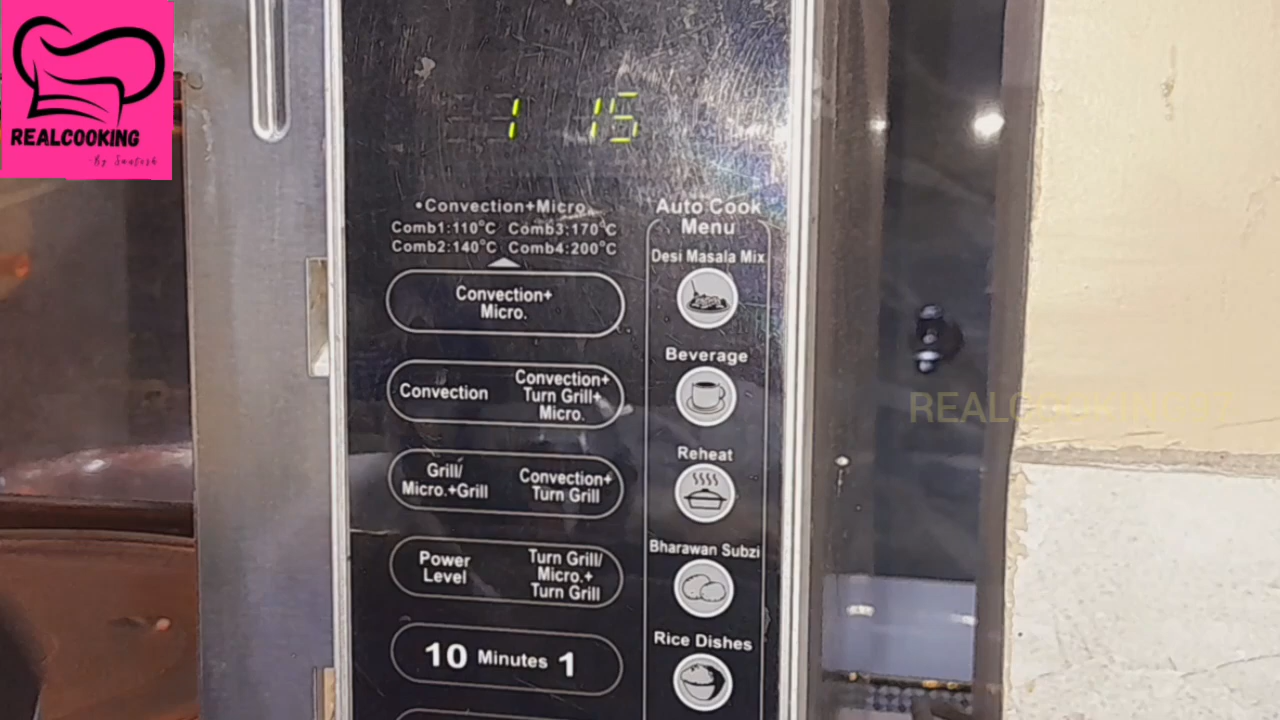 REALCOOKING
By Santosh
1 15
•Convection+Micro.
Comb1:110°C Comb3:170°C
Comb2:140°C Comb4:200°C
Convection+
Micro.
Convection
Convection+
Turn Grill+
Micro.
Grill/
Micro.+Grill
Convection+
Turn Grill
Power
Level
Turn Grill/
Micro.+
Turn Grill
10 Minutes 1
Auto Cook
Menu
Desi Masala Mix
Beverage
Reheat
Bharawan Subzi
Rice Dishes